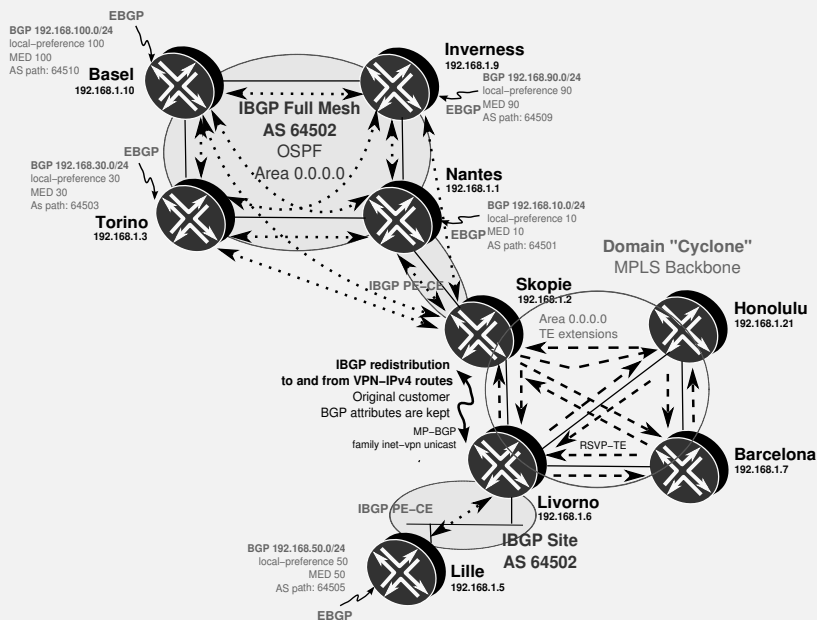 EBGP
BGP 192.168.100.0/24
local−preference 100
MED 100
AS path: 64510
Basel
192.168.1.10
Inverness
192.168.1.9
BGP 192.168.90.0/24
local−preference 90
MED 90
AS path: 64509
EBGP
IBGP Full Mesh
AS 64502
OSPF
Area 0.0.0.0
EBGP
BGP 192.168.30.0/24
local−preference 30
MED 30
As path: 64503
Torino
192.168.1.3
Nantes
192.168.1.1
BGP 192.168.10.0/24
local−preference 10
MED 10
AS path: 64501
EBGP
Domain "Cyclone"
MPLS Backbone
IBGP PE−CE
Skopie
192.168.1.2
Area 0.0.0.0
TE extensions
Honolulu
192.168.1.21
IBGP redistribution
to and from VPN−IPv4 routes
Original customer
BGP attributes are kept
MP−BGP
family inet−vpn unicast
RSVP−TE
Barcelona
192.168.1.7
Livorno
192.168.1.6
IBGP PE−CE
IBGP Site
AS 64502
BGP 192.168.50.0/24
local−preference 50
MED 50
AS path: 64505
EBGP
Lille
192.168.1.5